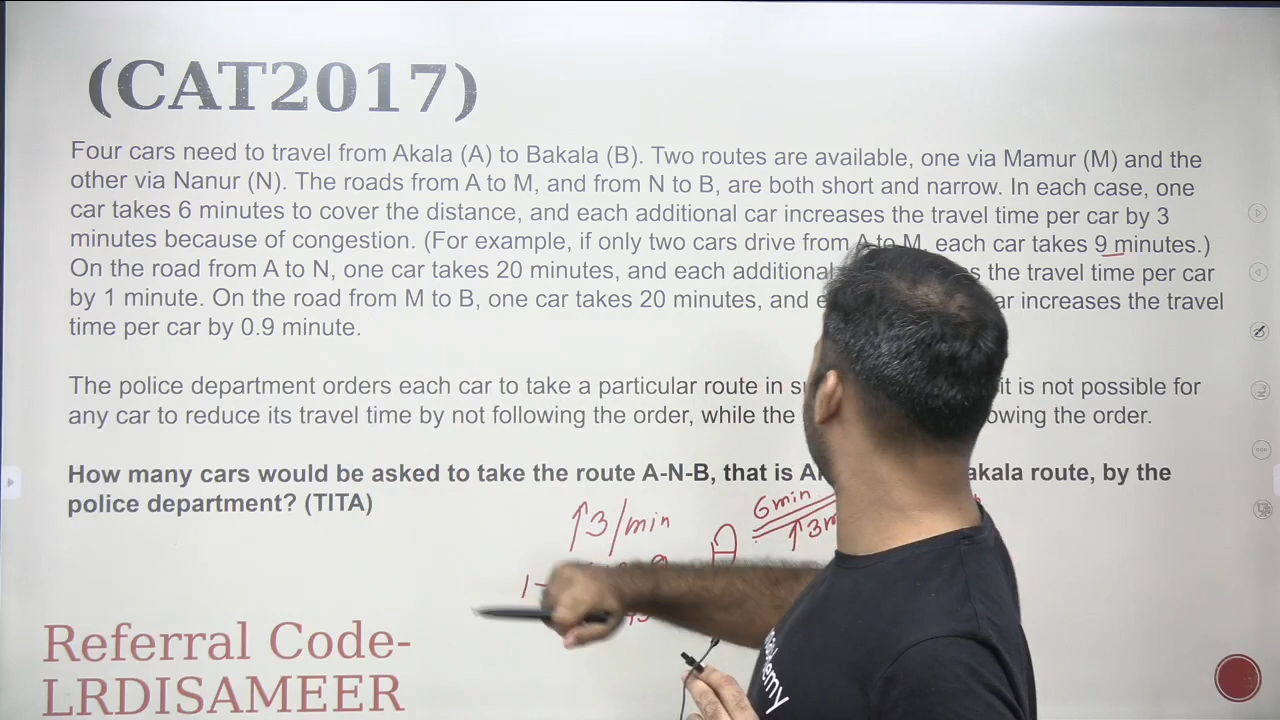 (CAT2017)
Four cars need to travel from Akala (A) to Bakala (B). Two routes are available, one via Mamur (M) and the
other via Nanur (N). The roads from A to M, and from N to B, are both short and narrow. In each case, one
car takes 6 minutes to cover the distance, and each additional car increases the travel time per car by 3
minutes because of congestion. (For example, if only two cars drive from A to M, each car takes 9 minutes.)
On the road from A to N, one car takes 20 minutes, and each additional the travel time per car
by 1 minute. On the road from M to B, one car takes 20 minutes, and increases the travel
time per car by 0.9 minute.
The police department orders each car to take a particular route in it is not possible for
any car to reduce its travel time by not following the order, while the the order.
How many cars would be asked to take the route A-N-B, that is route, by the
police department? (TITA)
↑3/min
A
6min
Referral Code-
LRDISAMEER